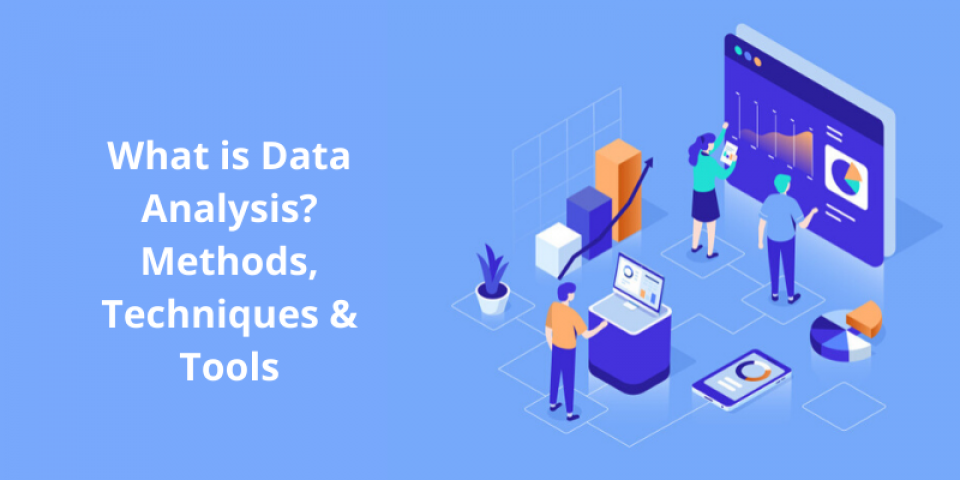 What is Data
Analysis?
Methods,
Techniques &
Tools